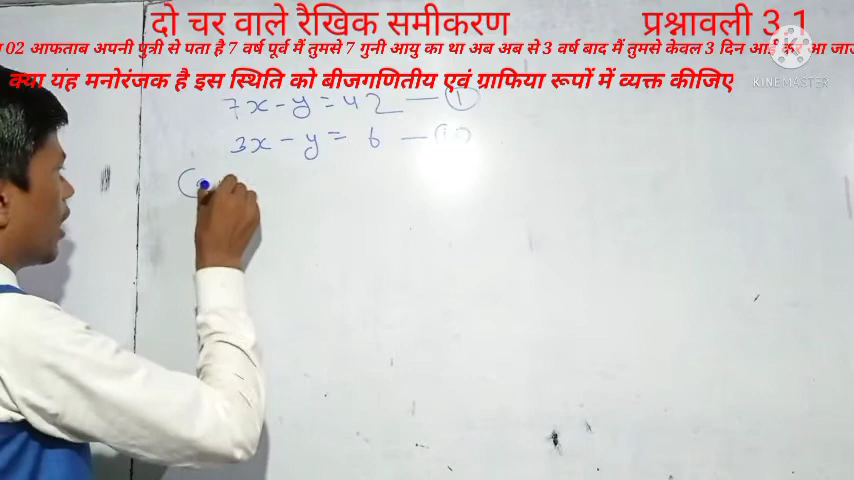 दो चर वाले रैखिक समीकरण प्रश्नावली 3.1
02 आफताब अपनी पुत्री से पता है 7 वर्ष पूर्व मैं तुमसे 7 गुनी आयु का था अब अब से 3 वर्ष बाद मैं तुमसे केवल 3 दिन
क्या यह मनोरंजक है इस स्थिति को बीजगणितीय एवं ग्राफिया रूपों में व्यक्त कीजिए
KINEMASTER
7x - y = 42 — ①
3x - y = 6 —